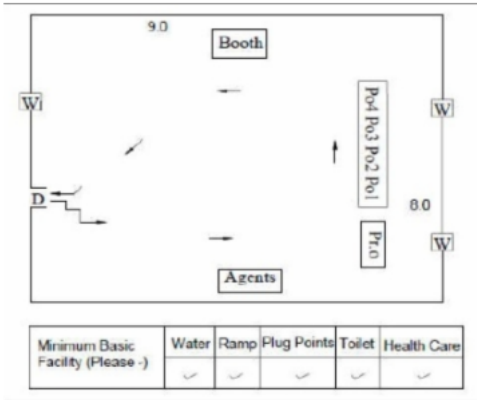 9.0
Booth
Wi
W
Po4 Po3 Po2 Po1
D
8.0
Pr.o
W
Agents
Minimum Basic Facility (Please -)
Water Ramp Plug Points Toilet Health Care